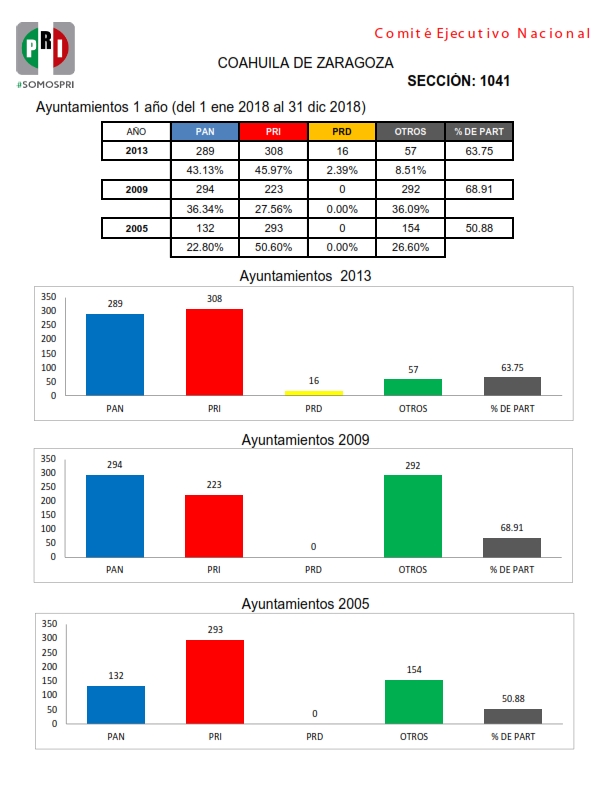 Comité Ejecutivo Nacional
PRI
#SOMOSPRI
COAHUILA DE ZARAGOZA
SECCIÓN: 1041
Ayuntamientos 1 año (del 1 ene 2018 al 31 dic 2018)
AÑO PAN PRI PRD OTROS % DE PART
2013 289 308 16 57 63.75
43.13% 45.97% 2.39% 8.51%
2009 294 223 0 292 68.91
36.34% 27.56% 0.00% 36.09%
2005 132 293 0 154 50.88
22.80% 50.60% 0.00% 26.60%
Ayuntamientos 2013
350
300
250
200
150
100
50
0
289 308 16 57 63.75
PAN PRI PRD OTROS % DE PART
Ayuntamientos 2009
350
300
250
200
150
100
50
0
294 223 0 292 68.91
PAN PRI PRD OTROS % DE PART
Ayuntamientos 2005
350
300
250
200
150
100
50
0
132 293 0 154 50.88
PAN PRI PRD OTROS % DE PART